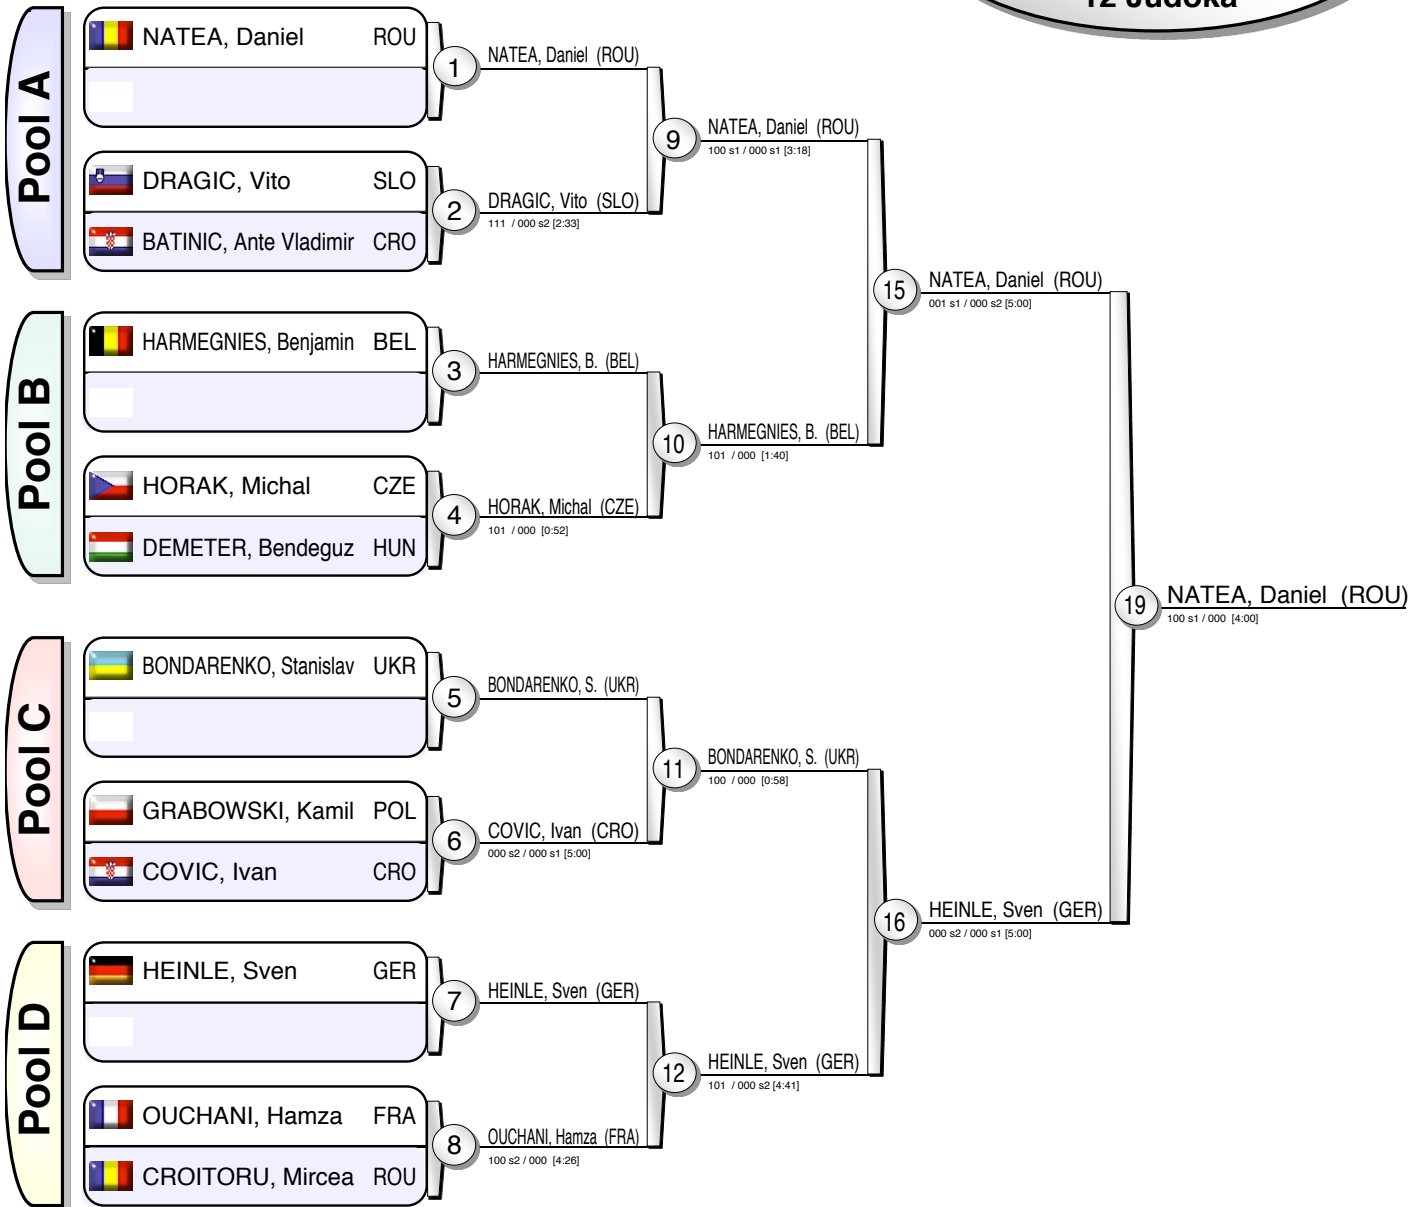 12 Judoka
Pool A
NATEA, Daniel ROU
1
NATEA, Daniel (ROU)
DRAGIC, Vito SLO
BATINIC, Ante Vladimir CRO
2
DRAGIC, Vito (SLO)
111 / 000 s2 [2:33]
9
NATEA, Daniel (ROU)
100 s1 / 000 s1 [3:18]
Pool B
HARMEGNIES, Benjamin BEL
3
HARMEGNIES, B. (BEL)
HORAK, Michal CZE
DEMETER, Bendeguz HUN
4
HORAK, Michal (CZE)
101 / 000 [0:52]
10
HARMEGNIES, B. (BEL)
101 / 000 [1:40]
15
NATEA, Daniel (ROU)
001 s1 / 000 s2 [5:00]
Pool C
BONDARENKO, Stanislav UKR
5
BONDARENKO, S. (UKR)
GRABOWSKI, Kamil POL
COVIC, Ivan CRO
6
COVIC, Ivan (CRO)
000 s2 / 000 s1 [5:00]
11
BONDARENKO, S. (UKR)
100 / 000 [0:58]
Pool D
HEINLE, Sven GER
7
HEINLE, Sven (GER)
OUCHANI, Hamza FRA
CROITORU, Mircea ROU
8
OUCHANI, Hamza (FRA)
100 s2 / 000 [4:26]
12
HEINLE, Sven (GER)
101 / 000 s2 [4:41]
16
HEINLE, Sven (GER)
000 s2 / 000 s1 [5:00]
19
NATEA, Daniel (ROU)
100 s1 / 000 [4:00]